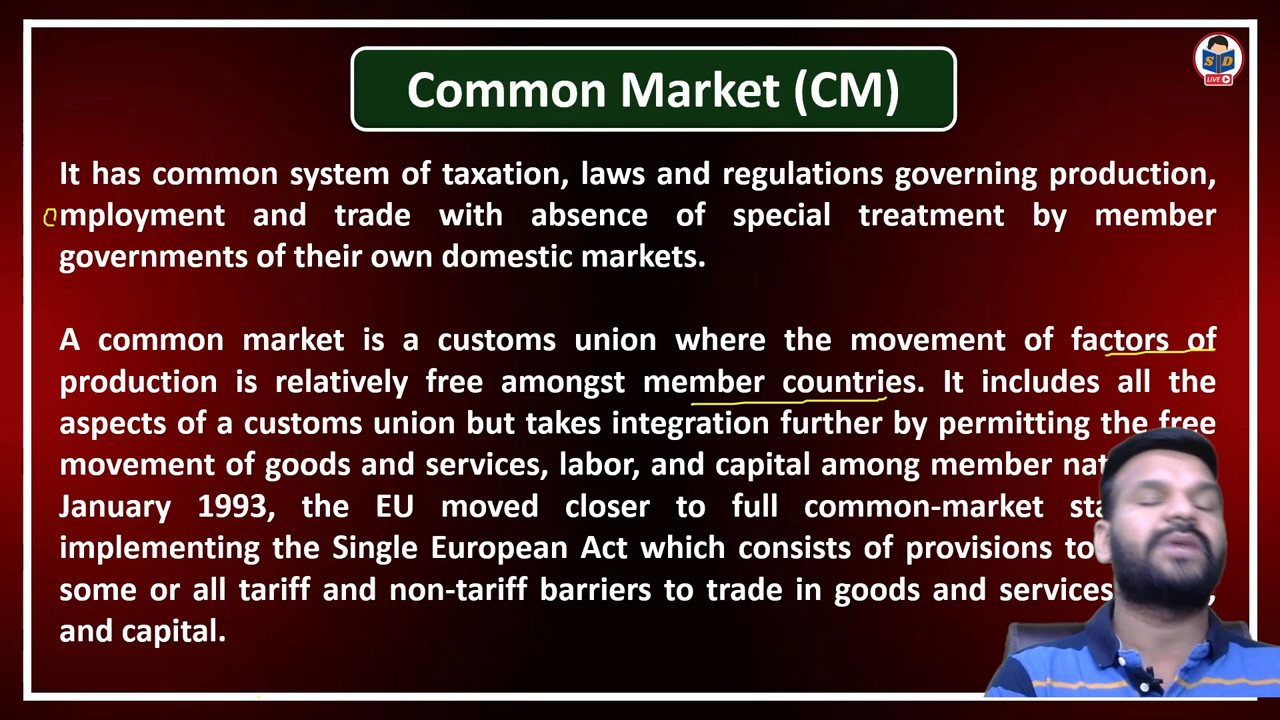 Common Market (CM)
S D
LIVE
It has common system of taxation, laws and regulations governing production,
employment and trade with absence of special treatment by member
governments of their own domestic markets.
A common market is a customs union where the movement of factors of
production is relatively free amongst member countries. It includes all the
aspects of a customs union but takes integration further by permitting the free
movement of goods and services, labor, and capital among member
January 1993, the EU moved closer to full common-market
implementing the Single European Act which consists of provisions to
some or all tariff and non-tariff barriers to trade in goods and services
and capital.